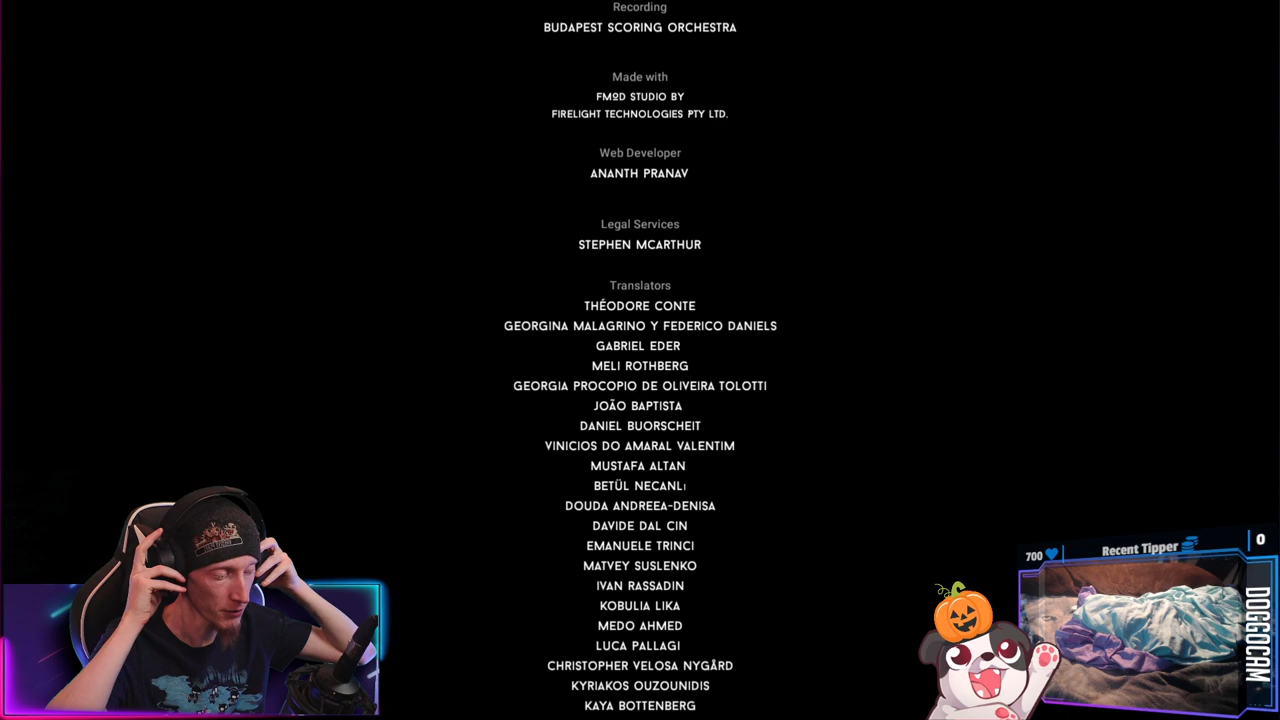 Recording
BUDAPEST SCORING ORCHESTRA
Made with
FMOD STUDIO BY
FIRELIGHT TECHNOLOGIES PTY LTD.
Web Developer
ANANTH PRANAV
Legal Services
STEPHEN MCARTHUR
Translators
THÉODORE CONTE
GEORGINA MALAGRINO Y FEDERICO DANIELS
GABRIEL EDER
MELI ROTHBERG
GEORGIA PROCOPIO DE OLIVEIRA TOLOTTI
JOÃO BAPTISTA
DANIEL BUORSCHEIT
VINICIOS DO AMARAL VALENTIM
MUSTAFA ALTAN
BETÜL NECANLı
DOUDA ANDREEA-DENISA
DAVIDE DAL CIN
EMANUELE TRINCI
MATVEY SUSLENKO
IVAN RASSADIN
KOBULIA LIKA
MEDO AHMED
LUCA PALLAGI
CHRISTOPHER VELOSA NYGÅRD
KYRIAKOS OUZOUNIDIS
KAYA BOTTENBERG
700
Recent Tipper
0
DOGGOCAM